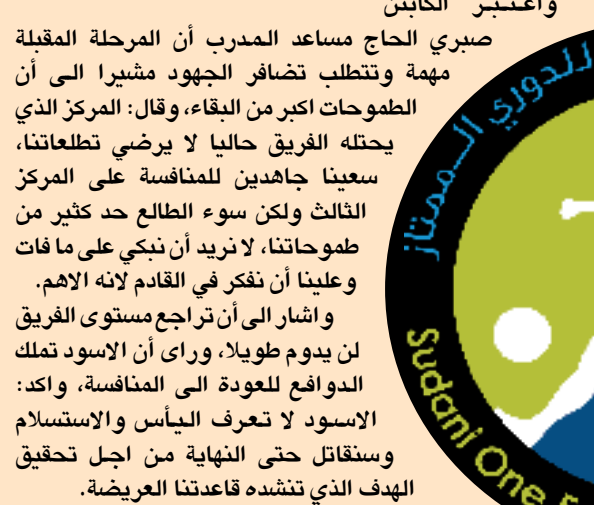 واعتبر الكابتن
صبري الحاج مساعد المدرب أن المرحلة المقبلة
مهمة وتتطلب تضافر الجهود مشيرا الى أن
الطموحات اكبر من البقاء، وقال: المركز الذي
يحتله الفريق حاليا لا يرضي تطلعاتنا،
سعينا جاهدين للمنافسة على المركز
الثالث ولكن سوء الطالع حد كثير من
طموحاتنا، لا نريد أن نبكي على ما فات
وعلينا أن نفكر في القادم لانه الاهم.
واشار الى أن تراجع مستوى الفريق
لن يدوم طويلا، وراى أن الاسود تملك
الدوافع للعودة الى المنافسة، واكد:
الاسود لا تعرف اليأس والاستسلام
وسنقاتل حتى النهاية من اجل تحقيق
الهدف الذي تنشده قاعدتنا العريضة.
للدوري الممتاز
Sudani One